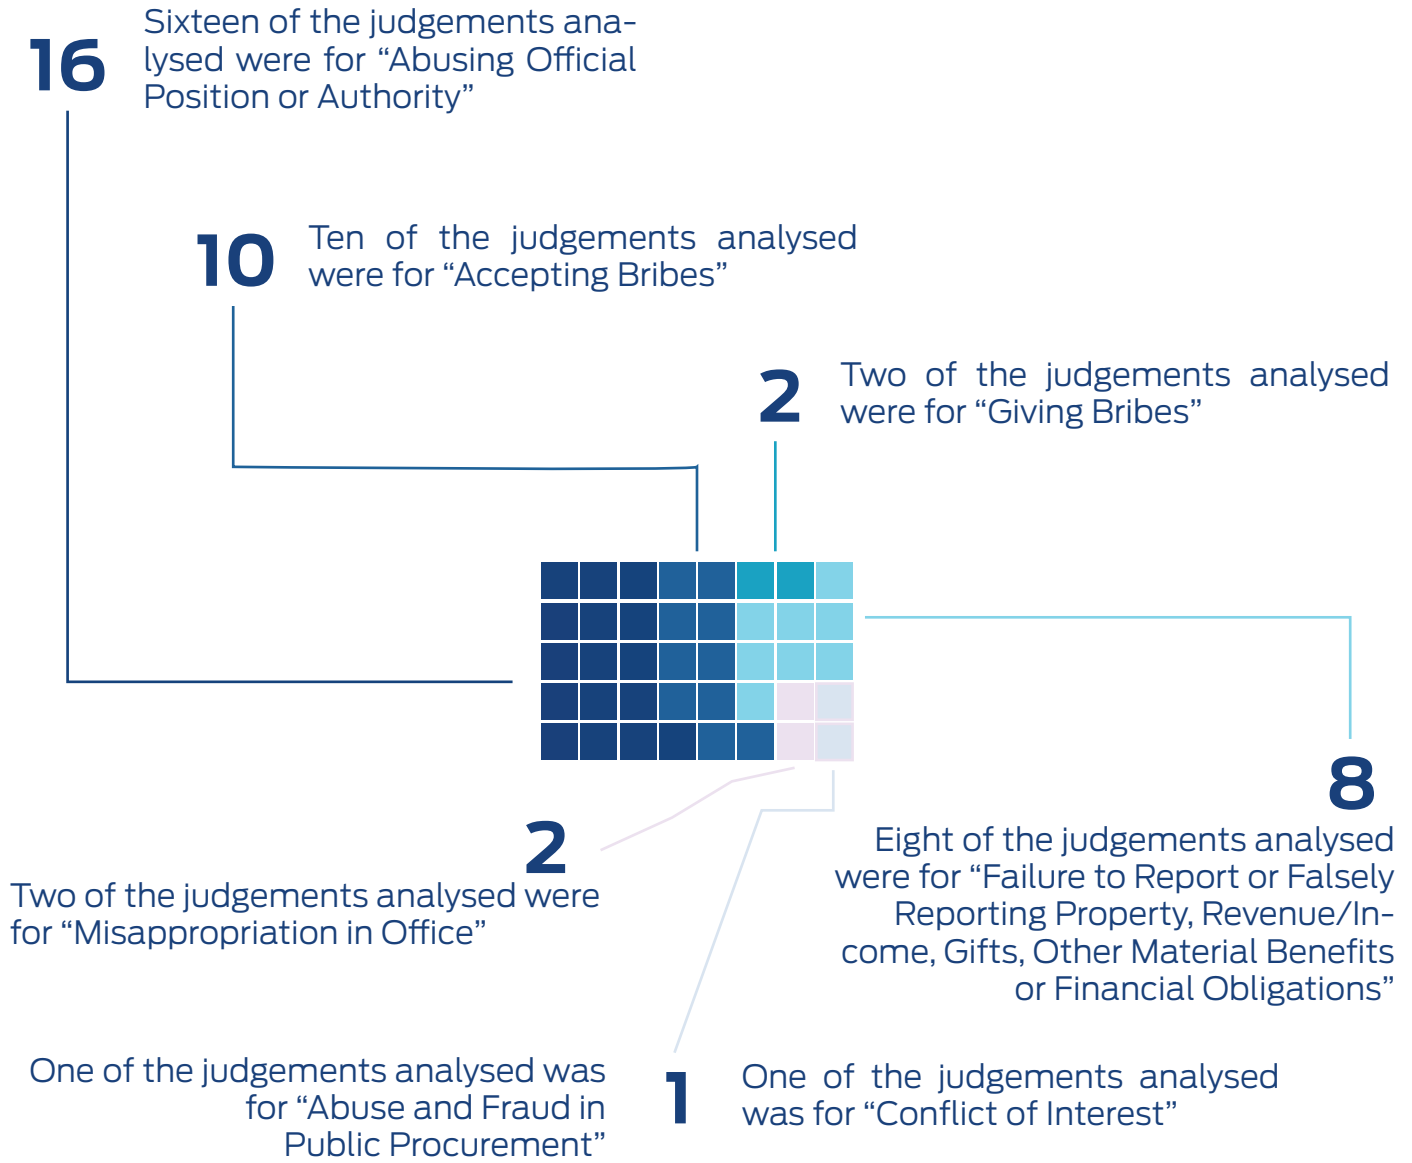 16
Sixteen of the judgements ana-
lysed were for “Abusing Official
Position or Authority”
10
Ten of the judgements analysed
were for “Accepting Bribes”
2
Two of the judgements analysed
were for “Giving Bribes”
8
Eight of the judgements analysed
were for “Failure to Report or Falsely
Reporting Property, Revenue/In-
come, Gifts, Other Material Benefits
or Financial Obligations”
2
Two of the judgements analysed were
for “Misappropriation in Office”
One of the judgements analysed was
for “Abuse and Fraud in
Public Procurement”
1
One of the judgements analysed
was for “Conflict of Interest”